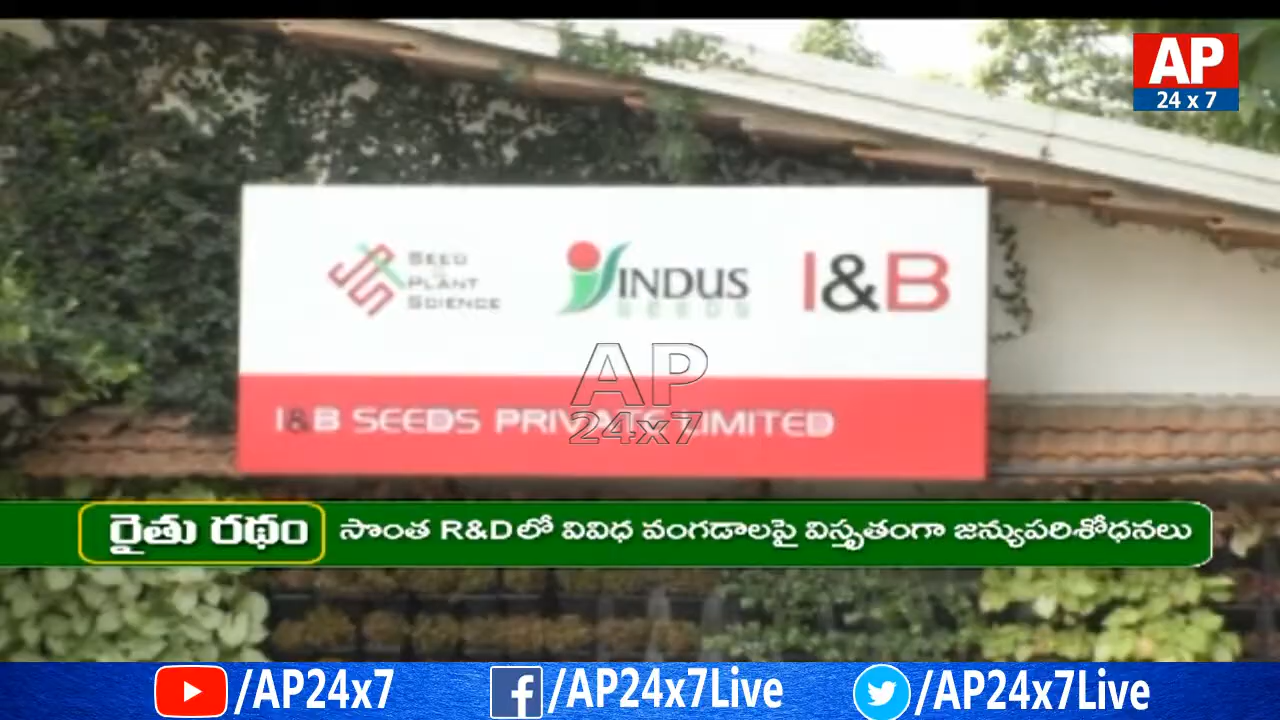 AP
24 x 7
SEED
PLANT
SCIENCE
INDUS
SEEDS
I&B
AP
24x7
I&B SEEDS PRIVATE LIMITED
రైతు రథం
సొంత R&Dలో వివిధ వంగడాలపై విస్తృతంగా జన్యుపరిశోధనలు
/AP24x7
/AP24x7Live
/AP24x7Live